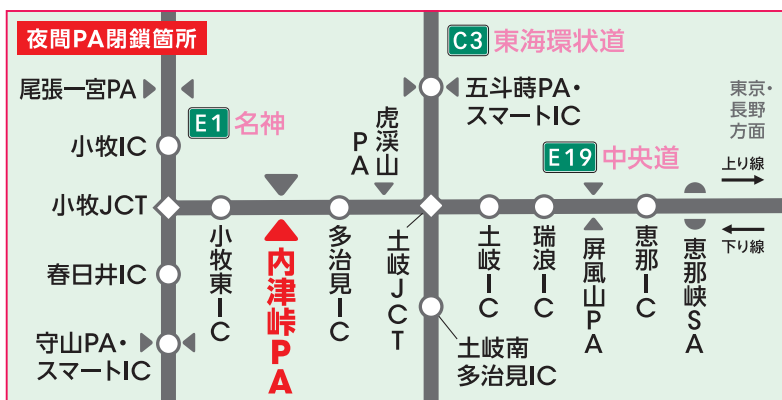 夜間PA閉鎖箇所
C3 東海環状道
尾張一宮PA
五斗蒔PA・
スマートIC
東京・
長野
方面
E1 名神
虎渓山
PA
小牧IC
E19 中央道
上り線
小牧JCT
下り線
小牧東IC
内津峠PA
多治見IC
土岐JCT
土岐IC
瑞浪IC
屏風山PA
恵那IC
恵那峡SA
春日井IC
守山PA・
スマートIC
土岐南
多治見IC